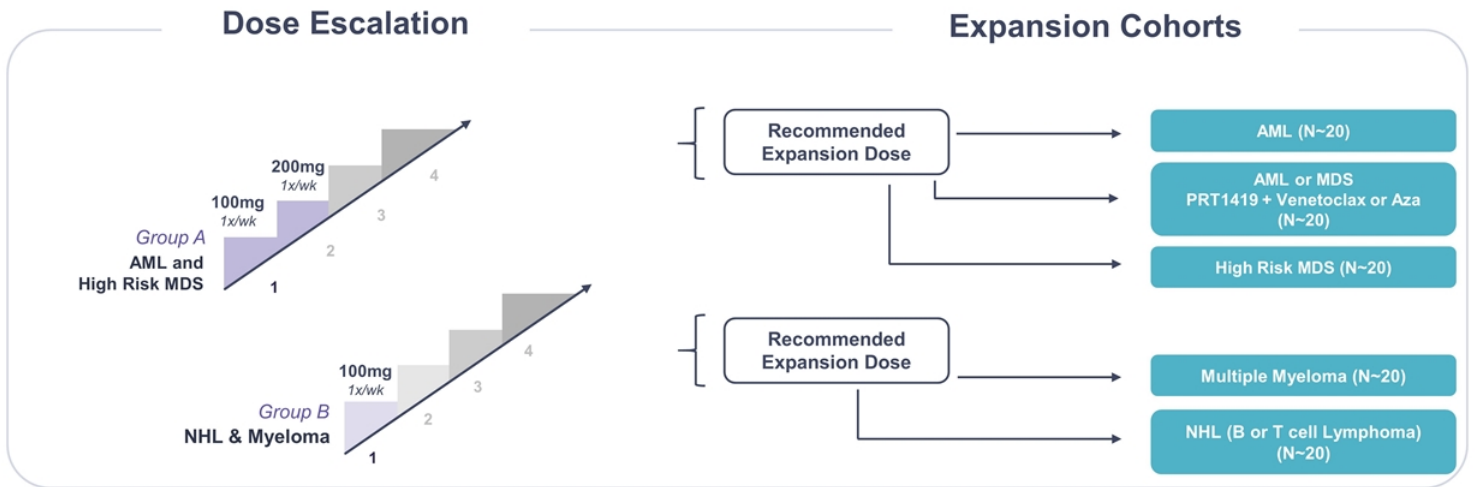 Dose Escalation
Expansion Cohorts
200mg
1x/wk
100mg
1x/wk
Group A
AML and
High Risk MDS
1
2
3
4
Recommended
Expansion Dose
AML (N~20)
AML or MDS
PRT1419 + Venetoclax or Aza
(N~20)
High Risk MDS (N~20)
100mg
1x/wk
Group B
NHL & Myeloma
1
2
3
4
Recommended
Expansion Dose
Multiple Myeloma (N~20)
NHL (B or T cell Lymphoma)
(N~20)